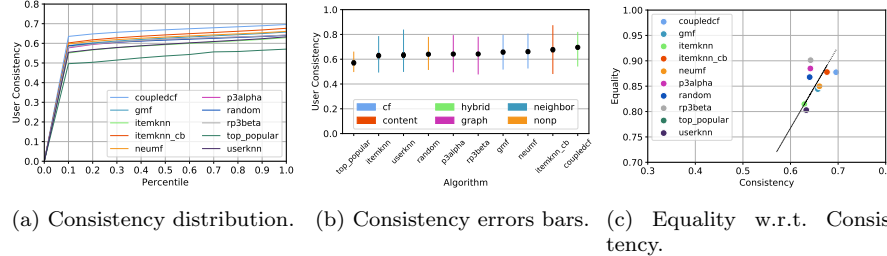 0.8
0.7
0.6
0.5
0.4
0.3
0.2
0.1
0.0
User Consistency
coupledcf
gmf
itemknn
itemknn_cb
neumf
p3alpha
random
rp3beta
top_popular
userknn
0.0 0.1 0.2 0.3 0.4 0.5 0.6 0.7 0.8 0.9 1.0
Percentile
(a) Consistency distribution.
1.0
0.8
0.6
0.4
0.2
0.0
User Consistency
cf
content
hybrid
graph
neighbor
nonp
top_popular
itemknn
userknn
random
p3alpha
rp3beta
gmf
neumf
itemknn_cb
coupledcf
Algorithm
(b) Consistency errors bars.
1.00
0.95
0.90
0.85
0.80
0.75
0.70
Equality
coupledcf
gmf
itemknn
itemknn_cb
neumf
p3alpha
random
rp3beta
top_popular
userknn
0.3 0.4 0.5 0.6 0.7 0.8
Consistency
(c) Equality w.r.t. Consis-
tency.